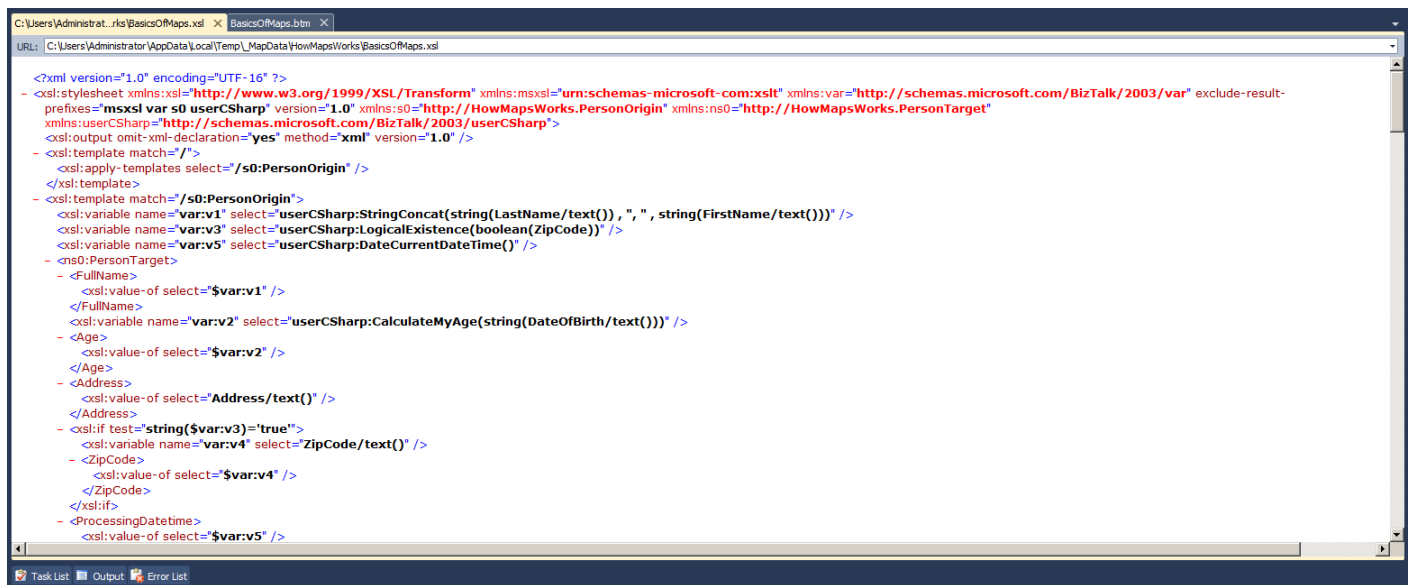 C:\Users\Administrat...rks\BasicsOfMaps.xsl BasicsOfMaps.btm
URL: C:\Users\Administrator\AppData\Local\Temp\_MapData\HowMapsWorks\BasicsOfMaps.xsl
<?xml version="1.0" encoding="UTF-16" ?>
- <xsl:stylesheet xmlns:xsl="http://www.w3.org/1999/XSL/Transform" xmlns:msxsl="urn:schemas-microsoft-com:xslt" xmlns:var="http://schemas.microsoft.com/BizTalk/2003/var" exclude-result-
prefixes="msxsl var s0 userCSharp" version="1.0" xmlns:s0="http://HowMapsWorks.PersonOrigin" xmlns:ns0="http://HowMapsWorks.PersonTarget"
xmlns:userCSharp="http://schemas.microsoft.com/BizTalk/2003/userCSharp">
<xsl:output omit-xml-declaration="yes" method="xml" version="1.0" />
- <xsl:template match="/">
<xsl:apply-templates select="/s0:PersonOrigin" />
</xsl:template>
- <xsl:template match="/s0:PersonOrigin">
<xsl:variable name="var:v1" select="userCSharp:StringConcat(string(LastName/text()) , ", " , string(FirstName/text()))" />
<xsl:variable name="var:v3" select="userCSharp:LogicalExistence(boolean(ZipCode))" />
<xsl:variable name="var:v5" select="userCSharp:DateCurrentDateTime()" />
- <ns0:PersonTarget>
- <FullName>
<xsl:value-of select="$var:v1" />
</FullName>
<xsl:variable name="var:v2" select="userCSharp:CalculateMyAge(string(DateOfBirth/text()))" />
- <Age>
<xsl:value-of select="$var:v2" />
</Age>
- <Address>
<xsl:value-of select="Address/text()" />
</Address>
- <xsl:if test="string($var:v3)='true'">
<xsl:variable name="var:v4" select="ZipCode/text()" />
- <ZipCode>
<xsl:value-of select="$var:v4" />
</ZipCode>
</xsl:if>
- <ProcessingDatetime>
<xsl:value-of select="$var:v5" />
Task List Output Error List